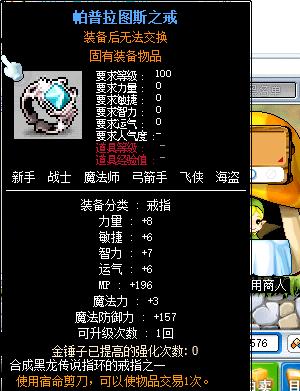 帕普拉图斯之戒
装备后无法交换
固有装备物品
要求等级： 100
要求力量： 0
要求敏捷： 0
要求智力： 0
要求运气： 0
要求人气度： -
道具等级： -
道具经验值： -
新手 战士 魔法师 弓箭手 飞侠 海盗
装备分类 ： 戒指
力量 ： +8
敏捷 ： +6
智力 ： +7
运气 ： +6
MP ： +196
魔法力 ： +3
魔法防御力 ： +157
可升级次数 ： 1回
金锤子已提高的强化次数: 0
合成黑龙传说指环的戒指之一
使用宿命剪刀，可以使物品交易1次。
用商人
576
卖